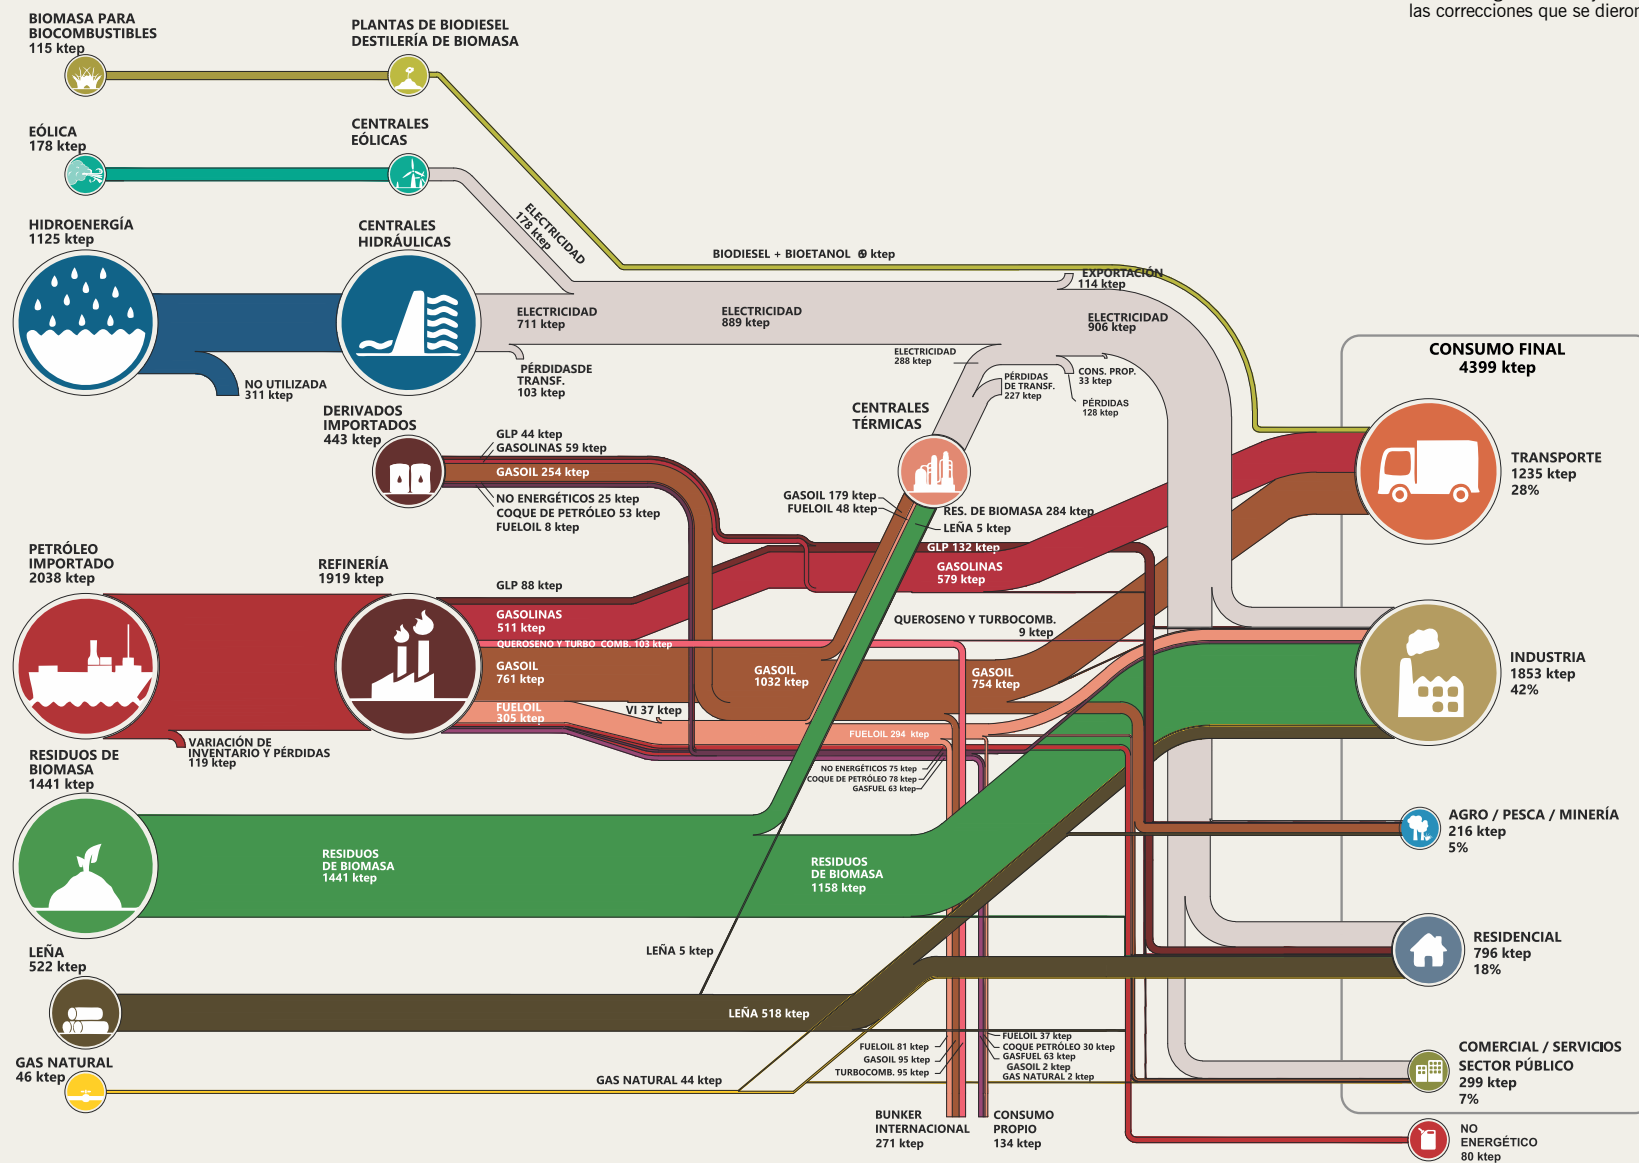 las correcciones que se dieron
BIOMASA PARA
BIOCOMBUSTIBLES
115 ktep
PLANTAS DE BIODIESEL
DESTILERÍA DE BIOMASA
EÓLICA
178 ktep
CENTRALES
EÓLICAS
HIDROENERGÍA
1125 ktep
CENTRALES
HIDRÁULICAS
ELECTRICIDAD
178 ktep
BIODIESEL + BIOETANOL
ktep
EXPORTACIÓN
114 ktep
ELECTRICIDAD
711 ktep
ELECTRICIDAD
889 ktep
ELECTRICIDAD
906 ktep
NO UTILIZADA
311 ktep
PÉRDIDASDE
TRANSF.
103 ktep
ELECTRICIDAD
288 ktep
PÉRDIDAS
DE TRANSF.
227 ktep
CONS. PROP.
33 ktep
PÉRDIDAS
128 ktep
CONSUMO FINAL
4399 ktep
DERIVADOS
IMPORTADOS
443 ktep
GLP 44 ktep
GASOLINAS 59 ktep
GASOIL 254 ktep
NO ENERGÉTICOS 25 ktep
COQUE DE PETRÓLEO 53 ktep
FUELOIL 8 ktep
CENTRALES
TÉRMICAS
GASOIL 179 ktep
FUELOIL 48 ktep
RES. DE BIOMASA 284 ktep
LEÑA 5 ktep
TRANSPORTE
1235 ktep
28%
PETRÓLEO
IMPORTADO
2038 ktep
REFINERÍA
1919 ktep
GLP 88 ktep
GASOLINAS
511 ktep
QUEROSENO Y TURBO COMB. 103 ktep
GASOIL
761 ktep
FUELOIL
305 ktep
VI 37 ktep
GLP 132 ktep
GASOLINAS
579 ktep
QUEROSENO Y TURBOCOMB.
9 ktep
GASOIL
1032 ktep
GASOIL
754 ktep
FUELOIL 294 ktep
NO ENERGÉTICOS 75 ktep
COQUE DE PETRÓLEO 78 ktep
GASFUEL 63 ktep
INDUSTRIA
1853 ktep
42%
VARIACIÓN DE
INVENTARIO Y PÉRDIDAS
119 ktep
RESIDUOS DE
BIOMASA
1441 ktep
RESIDUOS
DE BIOMASA
1441 ktep
RESIDUOS
DE BIOMASA
1158 ktep
AGRO / PESCA / MINERÍA
216 ktep
5%
LEÑA
522 ktep
LEÑA 5 ktep
LEÑA 518 ktep
RESIDENCIAL
796 ktep
18%
GAS NATURAL
46 ktep
GAS NATURAL 44 ktep
FUELOIL 81 ktep
GASOIL 95 ktep
TURBOCOMB. 95 ktep
FUELOIL 37 ktep
COQUE PETRÓLEO 30 ktep
GASFUEL 63 ktep
GASOIL 2 ktep
GAS NATURAL 2 ktep
BUNKER
INTERNACIONAL
271 ktep
CONSUMO
PROPIO
134 ktep
COMERCIAL / SERVICIOS
SECTOR PÚBLICO
299 ktep
7%
NO
ENERGÉTICO
80 ktep